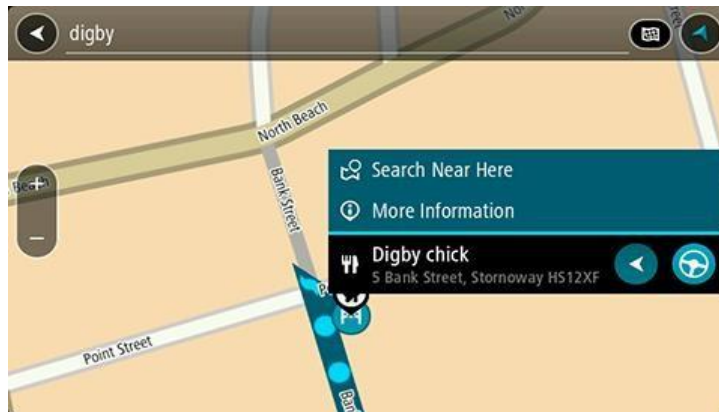 digby
North Beach
Bank Street
Search Near Here
More Information
Digby chick
5 Bank Street, Stornoway HS12XF
Point Street